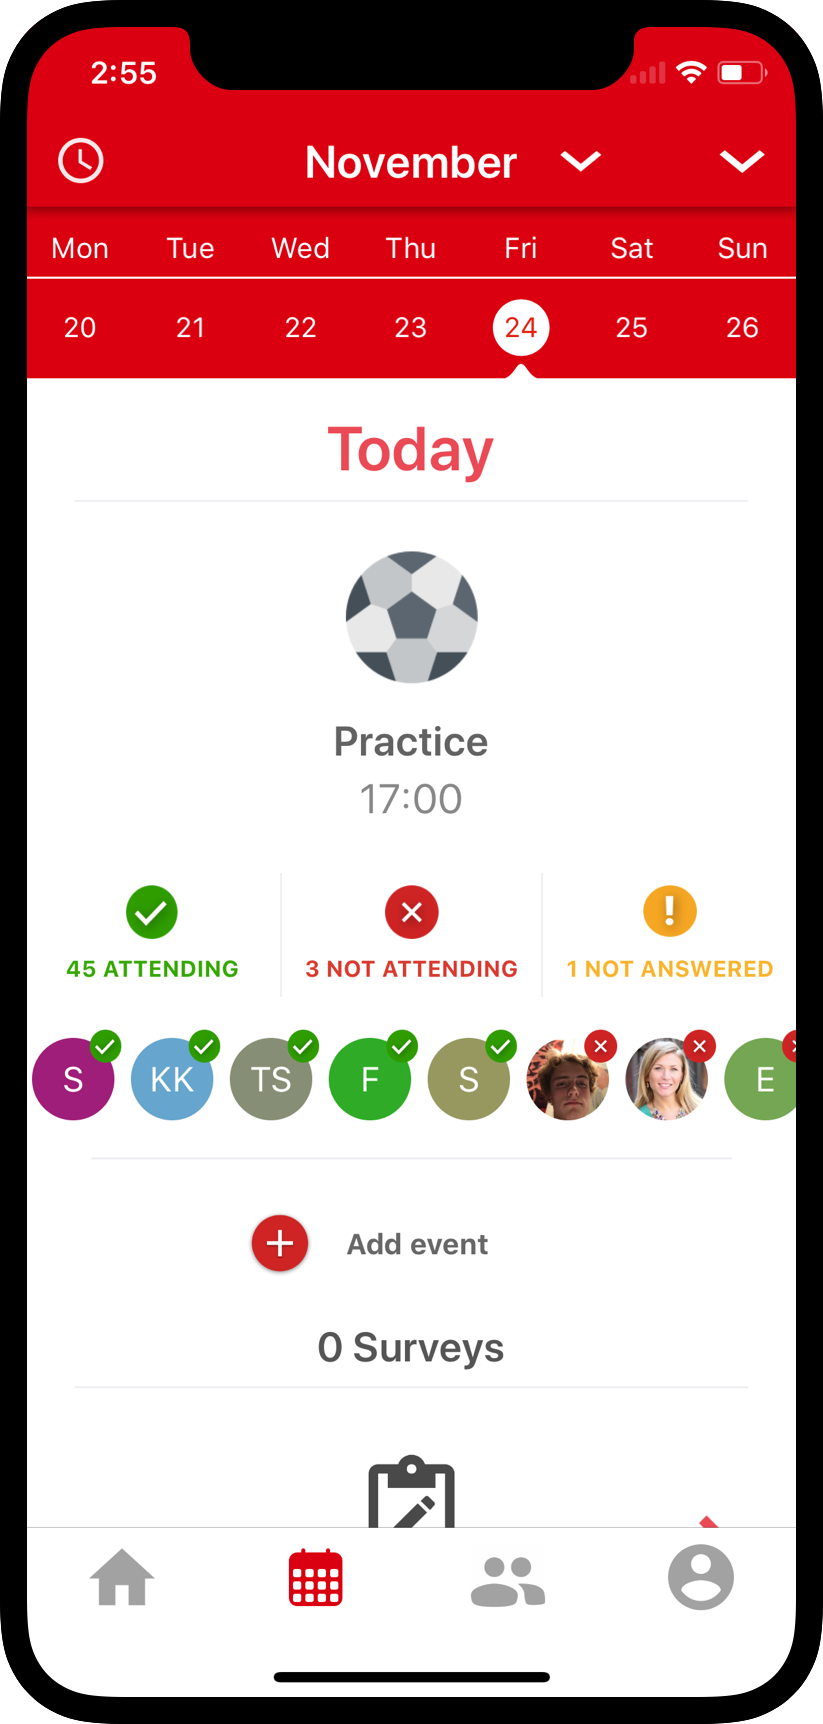 2:55
November
Mon Tue Wed Thu Fri Sat Sun
20 21 22 23 24 25 26
Today
Practice
17:00
45 ATTENDING 3 NOT ATTENDING 1 NOT ANSWERED
S KK TS F S E
Add event
0 Surveys